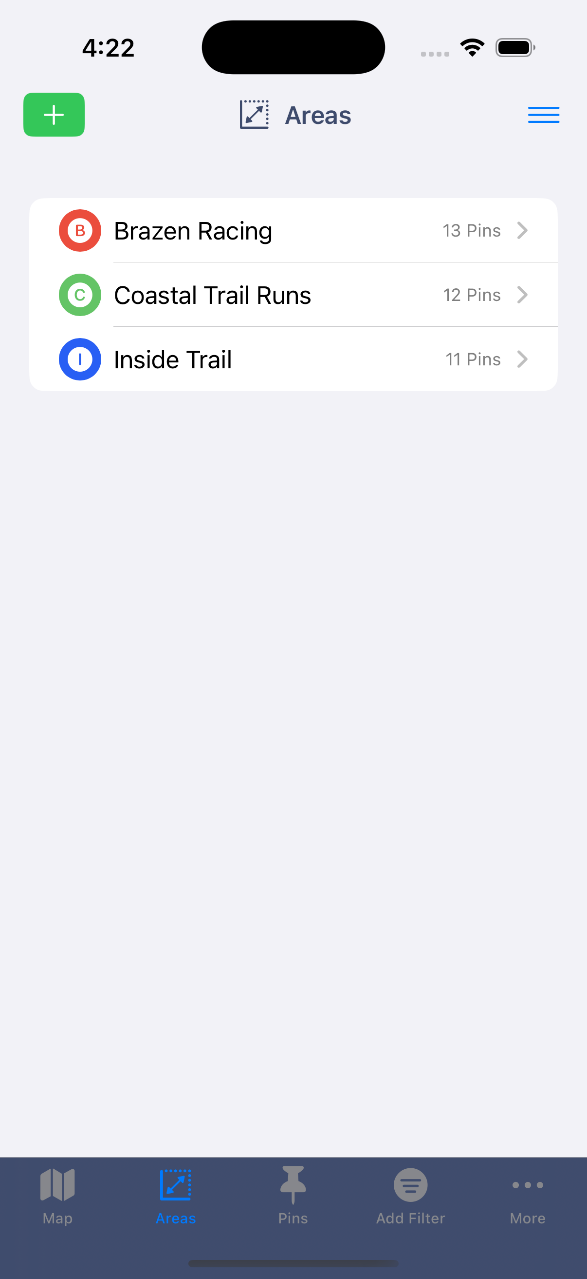 4:22
Areas
B Brazen Racing 13 Pins
C Coastal Trail Runs 12 Pins
I Inside Trail 11 Pins
Map Areas Pins Add Filter More